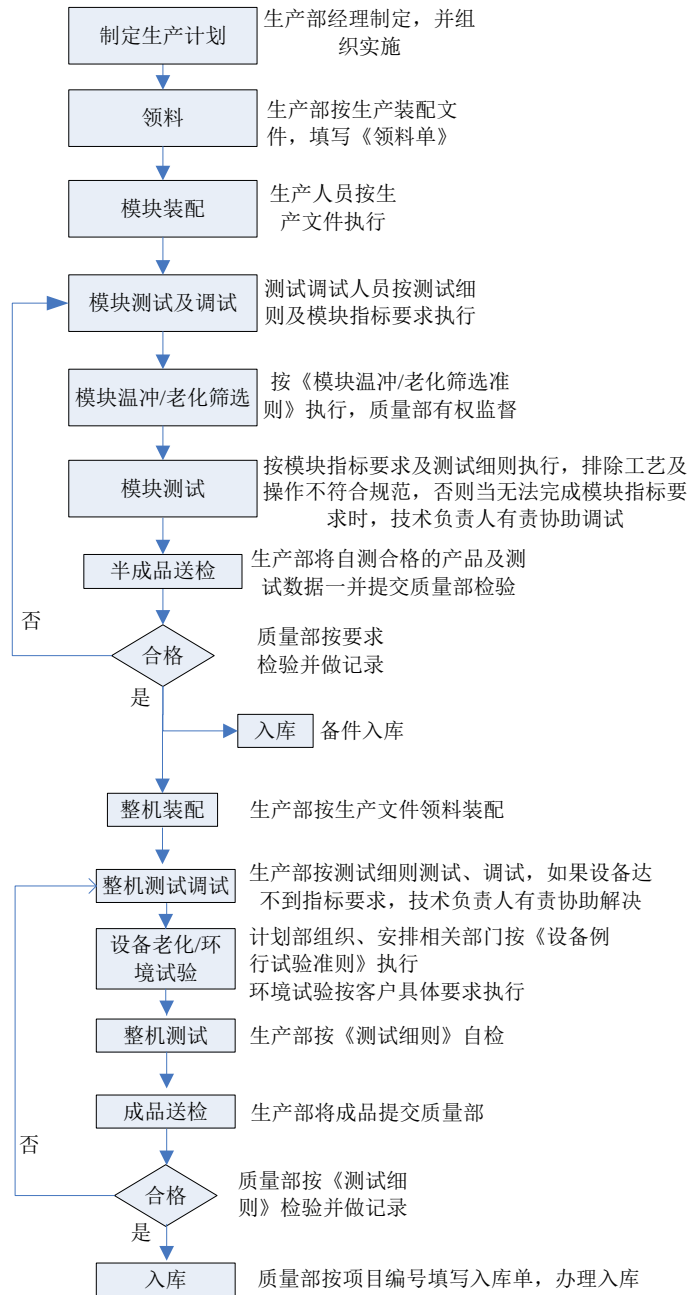 制定生产计划
生产部经理制定，并组
织实施
领料
生产部按生产装配文
件，填写《领料单》
模块装配
生产人员按生
产文件执行
模块测试及调试
测试调试人员按测试细
则及模块指标要求执行
模块温冲/老化筛选
按《模块温冲/老化筛选准
则》执行，质量部有权监督
模块测试
按模块指标要求及测试细则执行，排除工艺及
操作不符合规范，否则当无法完成模块指标要
求时，技术负责人有责协助调试
半成品送检
生产部将自测合格的产品及测
试数据一并提交质量部检验
否
合格
质量部按要求
检验并做记录
是
入库
备件入库
整机装配
生产部按生产文件领料装配
整机测试调试
生产部按测试细则测试、调试，如果设备达
不到指标要求，技术负责人有责协助解决
设备老化/环
境试验
计划部组织、安排相关部门按《设备例
行试验准则》执行
环境试验按客户具体要求执行
整机测试
生产部按《测试细则》自检
成品送检
生产部将成品提交质量部
否
合格
质量部按《测试细
则》检验并做记录
是
入库
质量部按项目编号填写入库单，办理入库